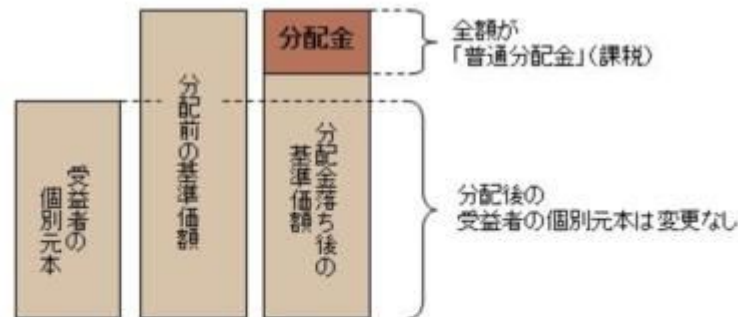 受益者の
個別元本
分配前の基準価額
分配金
分配金落ち後の
基準価額
全額が
「普通分配金」(課税)
分配後の
受益者の個別元本は変更なし